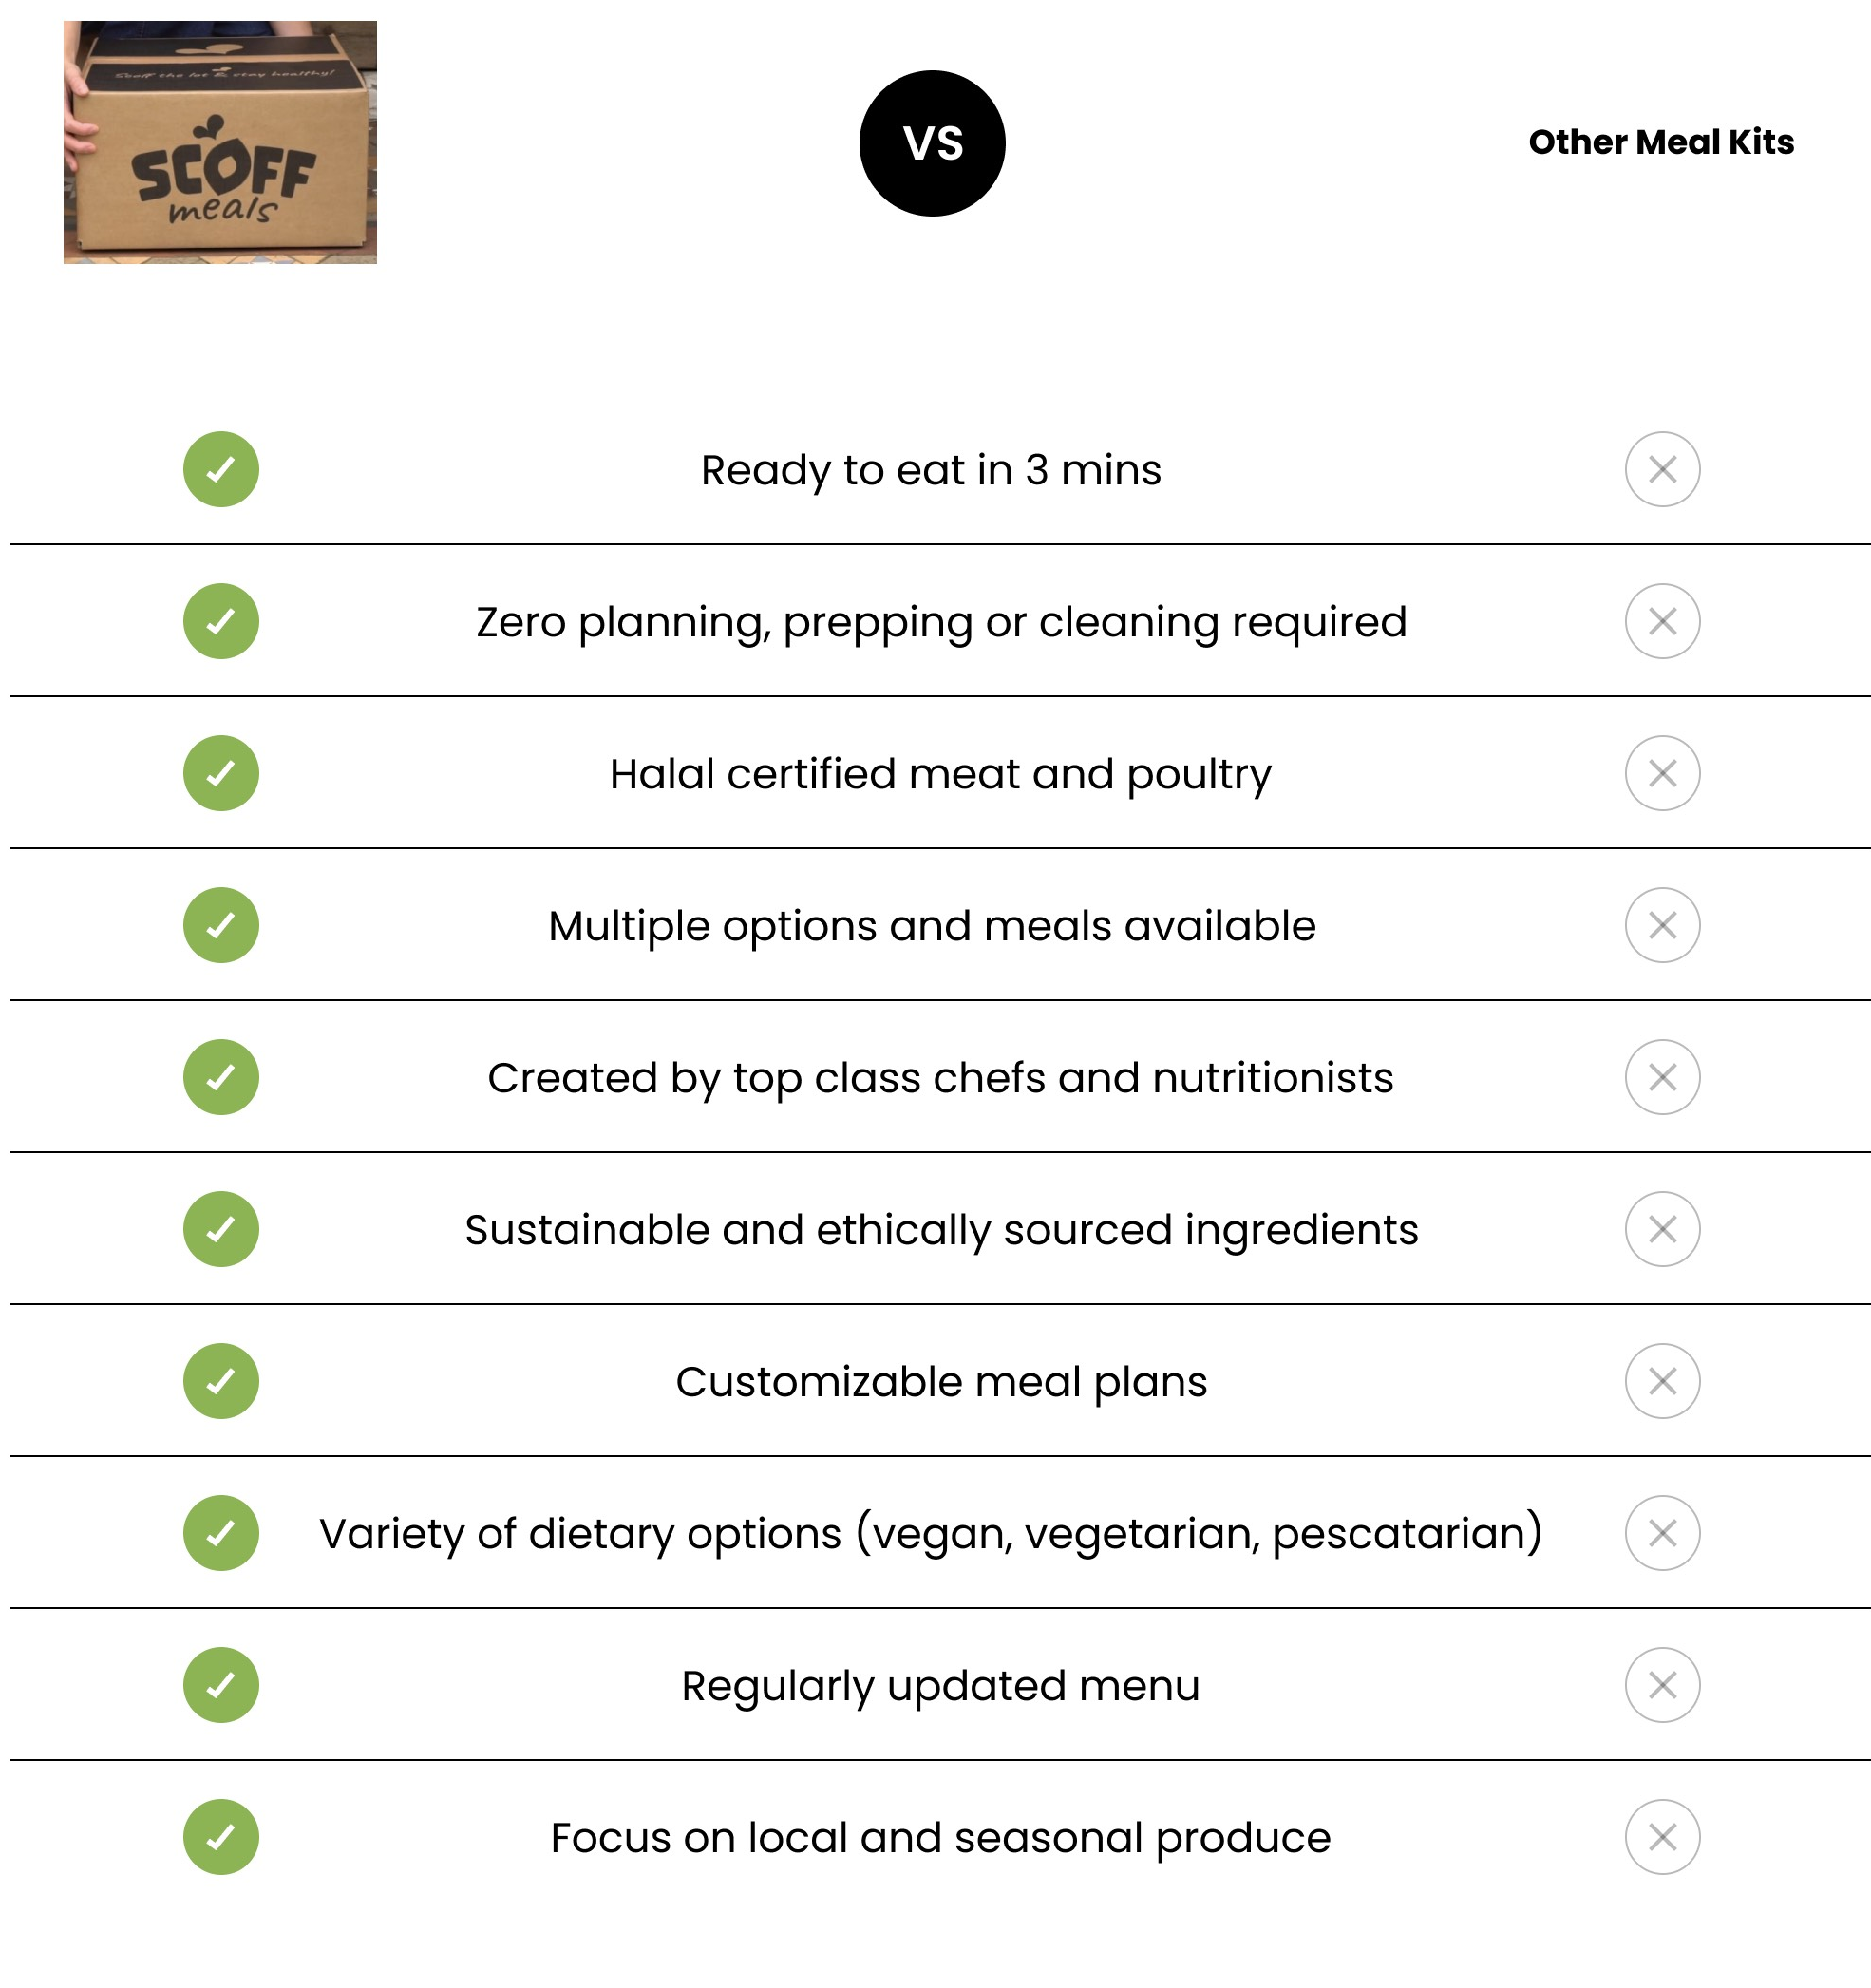 Scoff the lot & stay healthy!
SCOFF
meals
VS
Other Meal Kits
Ready to eat in 3 mins
Zero planning, prepping or cleaning required
Halal certified meat and poultry
Multiple options and meals available
Created by top class chefs and nutritionists
Sustainable and ethically sourced ingredients
Customizable meal plans
Variety of dietary options (vegan, vegetarian, pescatarian)
Regularly updated menu
Focus on local and seasonal produce